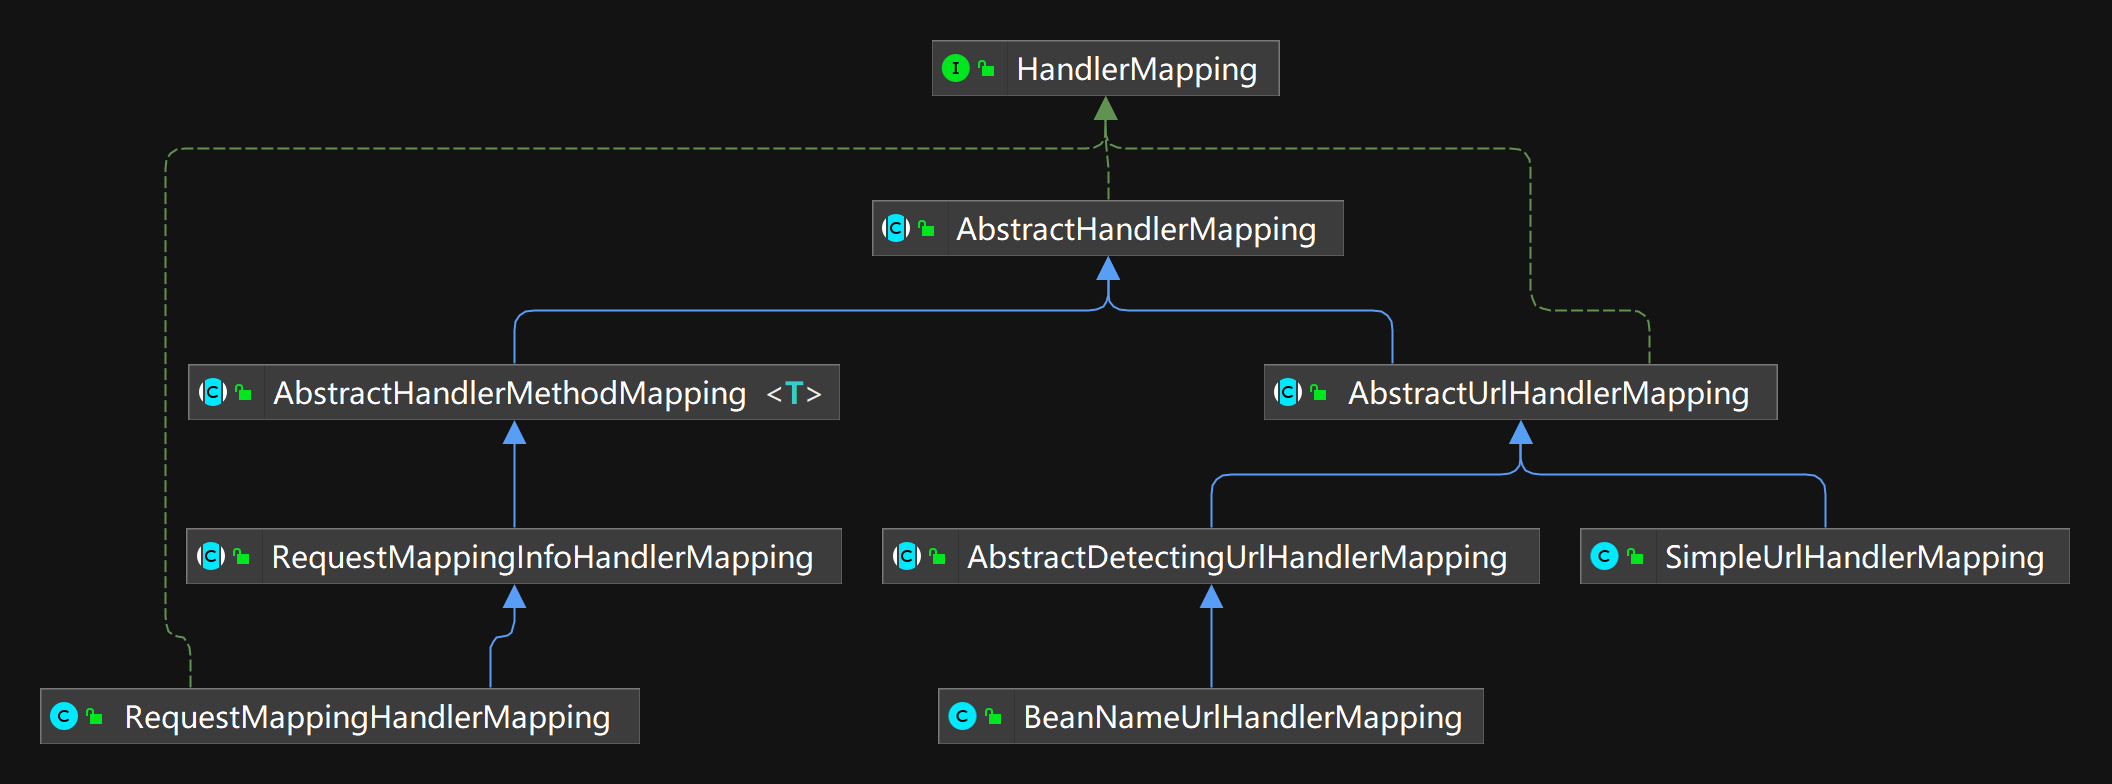 I HandlerMapping
C AbstractHandlerMapping
C AbstractHandlerMethodMapping <T>
C AbstractUrlHandlerMapping
C RequestMappingInfoHandlerMapping
C AbstractDetectingUrlHandlerMapping
C SimpleUrlHandlerMapping
C RequestMappingHandlerMapping
C BeanNameUrlHandlerMapping